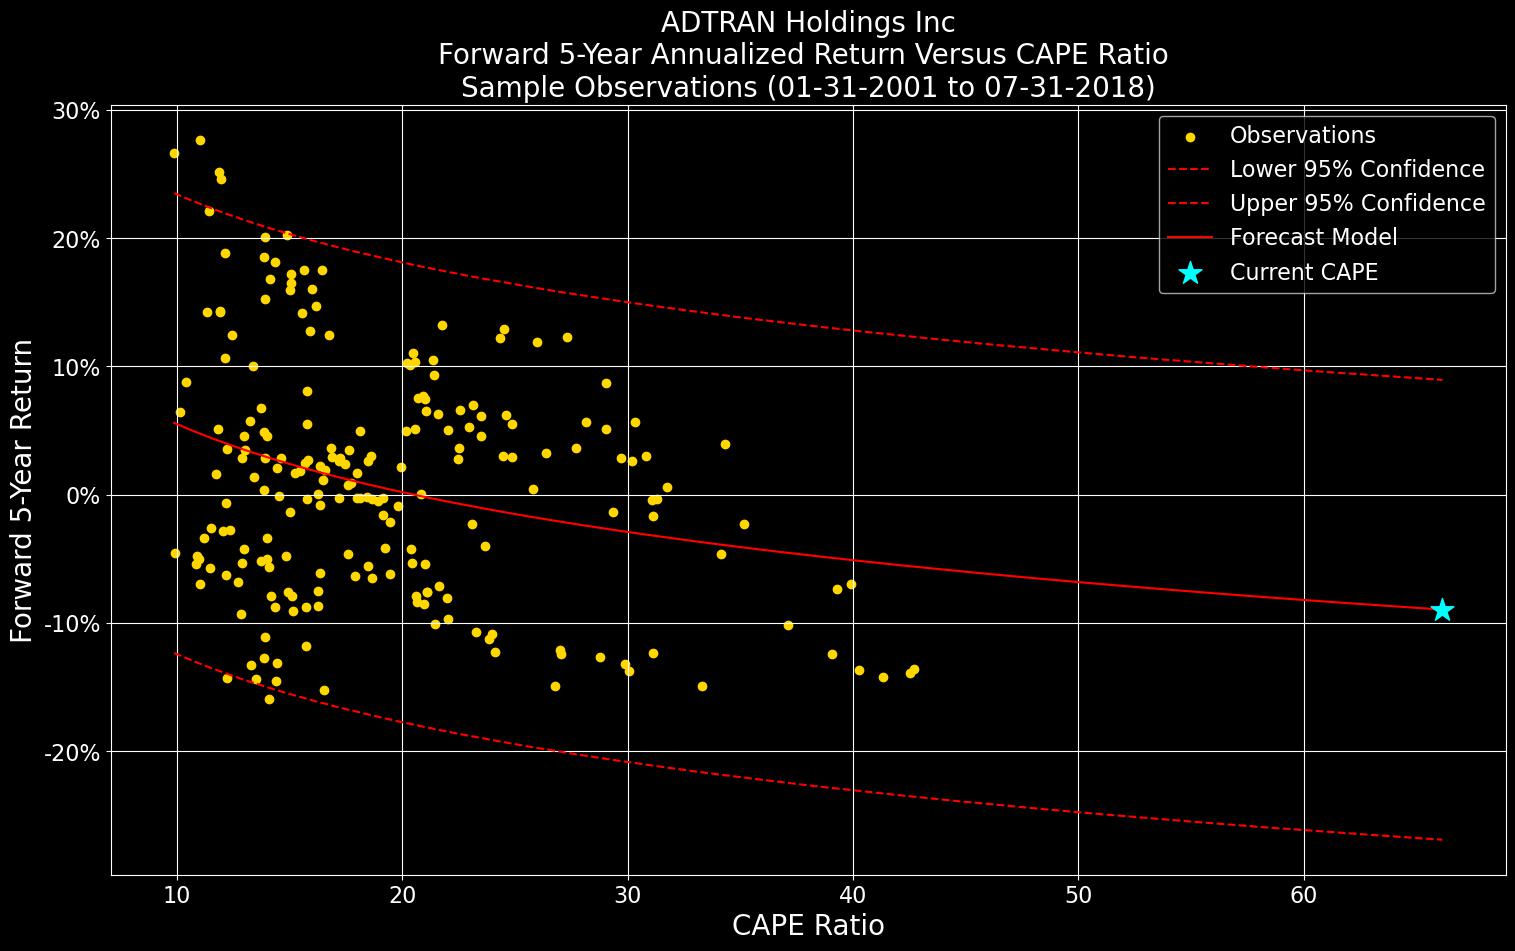 ADTRAN Holdings Inc
Forward 5-Year Annualized Return Versus CAPE Ratio
Sample Observations (01-31-2001 to 07-31-2018)
30%
20%
10%
0%
-10%
-20%
Forward 5-Year Return
Observations
Lower 95% Confidence
Upper 95% Confidence
Forecast Model
Current CAPE
10 20 30 40 50 60
CAPE Ratio